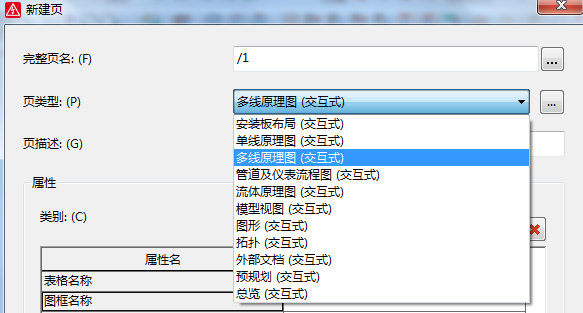 新建页
完整页名: (F)
/1
...
页类型: (P)
多线原理图 (交互式)
...
安装板布局 (交互式)
单线原理图 (交互式)
多线原理图 (交互式)
页描述: (G)
管道及仪表流程图 (交互式)
流体原理图 (交互式)
属性
模型视图 (交互式)
类别: (C)
图形 (交互式)
拓扑 (交互式)
属性名
外部文档 (交互式)
表格名称
预规划 (交互式)
图框名称
总览 (交互式)